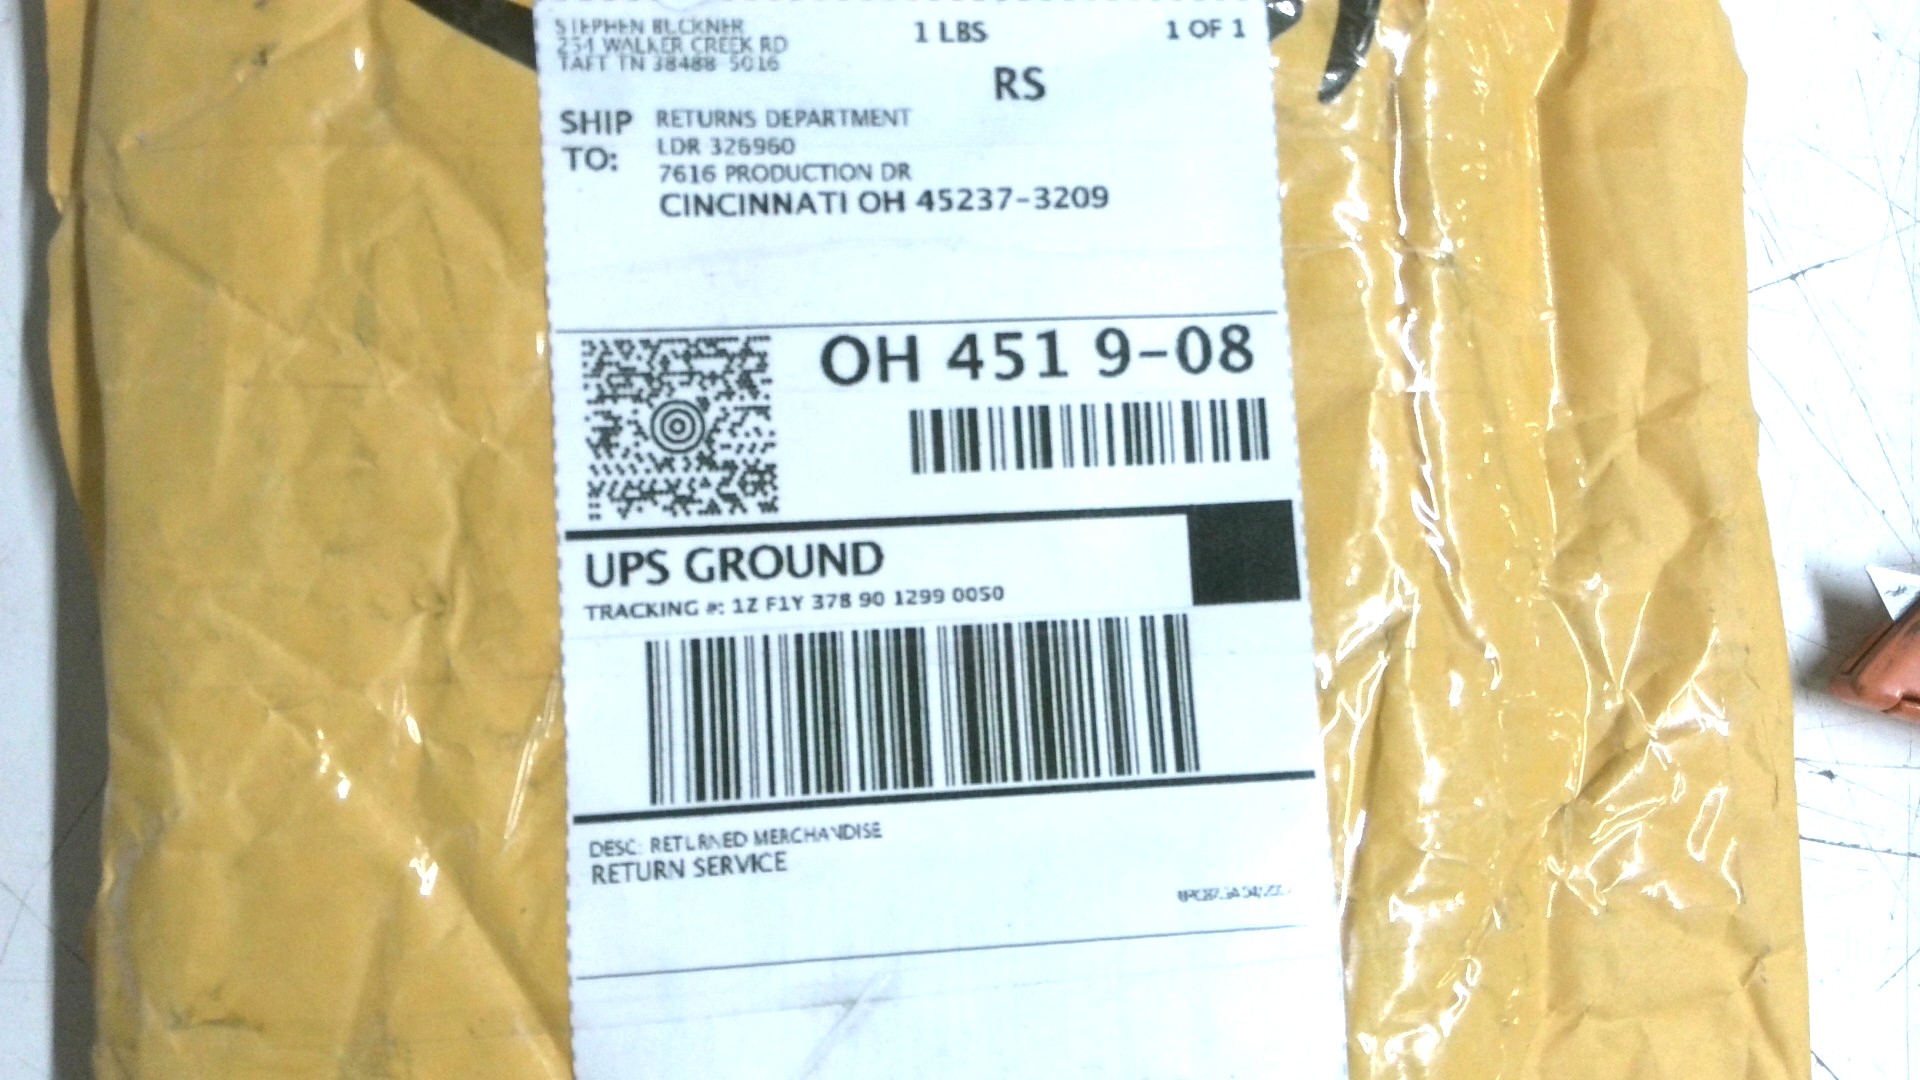 STEPHEN BUCKNER
254 WALKER CREEK RD
TAFT TN 38488-5016
1 LBS
1 OF 1
RS
SHIP TO:
RETURNS DEPARTMENT
LDR 326960
7616 PRODUCTION DR
CINCINNATI OH 45237-3209
OH 451 9-08
UPS GROUND
TRACKING #: 1Z F1Y 378 90 1299 0050
DESC: RETURNED MERCHANDISE
RETURN SERVICE